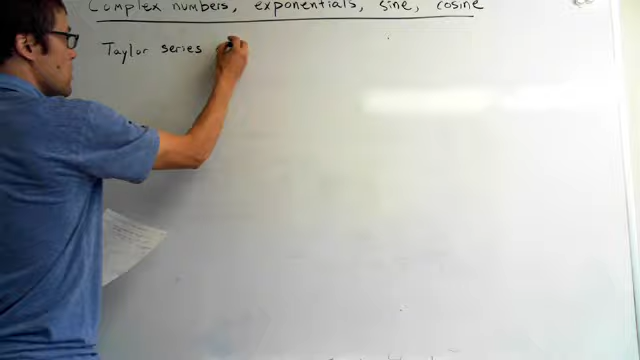 Complex numbers, exponentials, sine, cosine
Taylor series